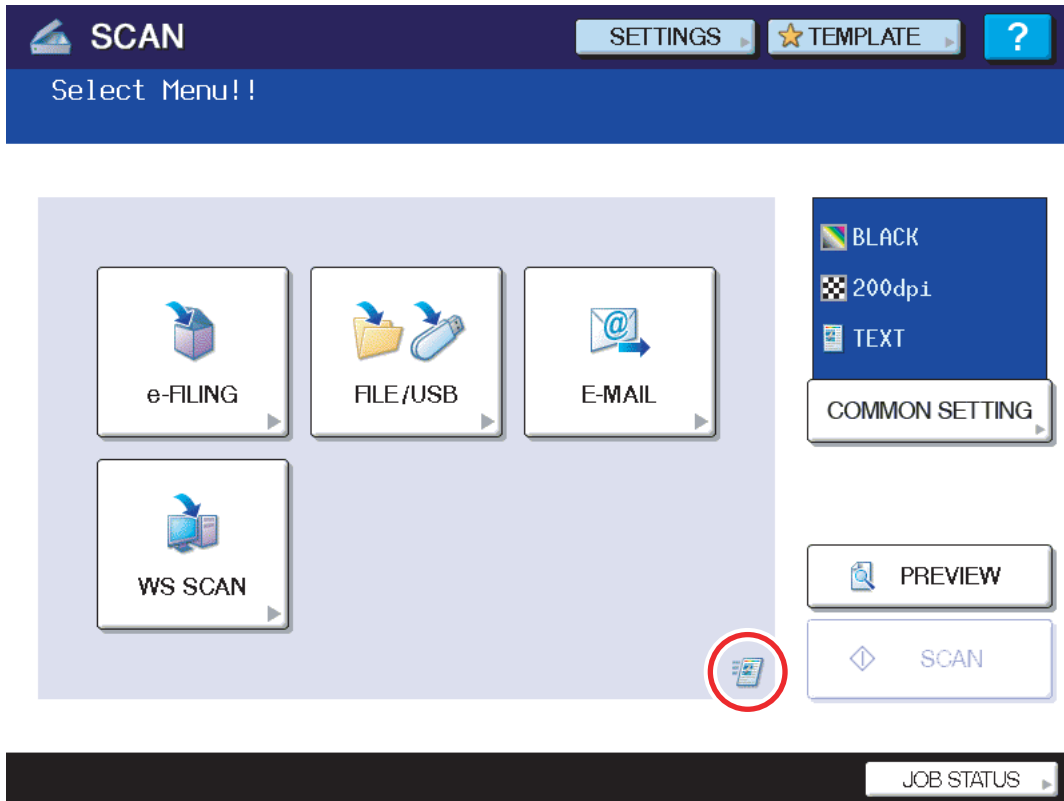 SCAN
SETTINGS
TEMPLATE
?
Select Menu!!
BLACK
200dpi
TEXT
COMMON SETTING
e-FILING
FILE/USB
E-MAIL
WS SCAN
PREVIEW
SCAN
JOB STATUS